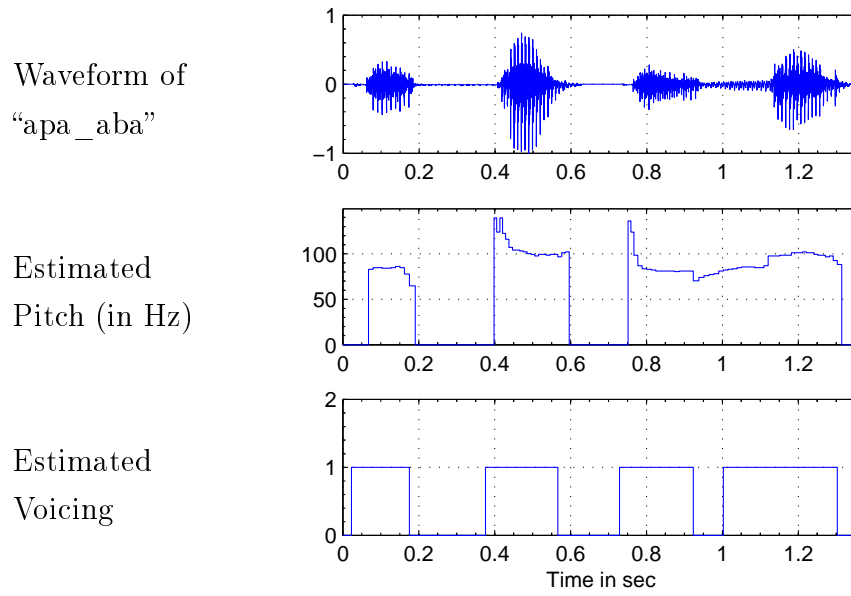 Waveform of
“apa_aba”
1
0
−1
0 0.2 0.4 0.6 0.8 1 1.2
Estimated
Pitch (in Hz)
100
50
0
0 0.2 0.4 0.6 0.8 1 1.2
Estimated
Voicing
2
1
0
0 0.2 0.4 0.6 0.8 1 1.2
Time in sec